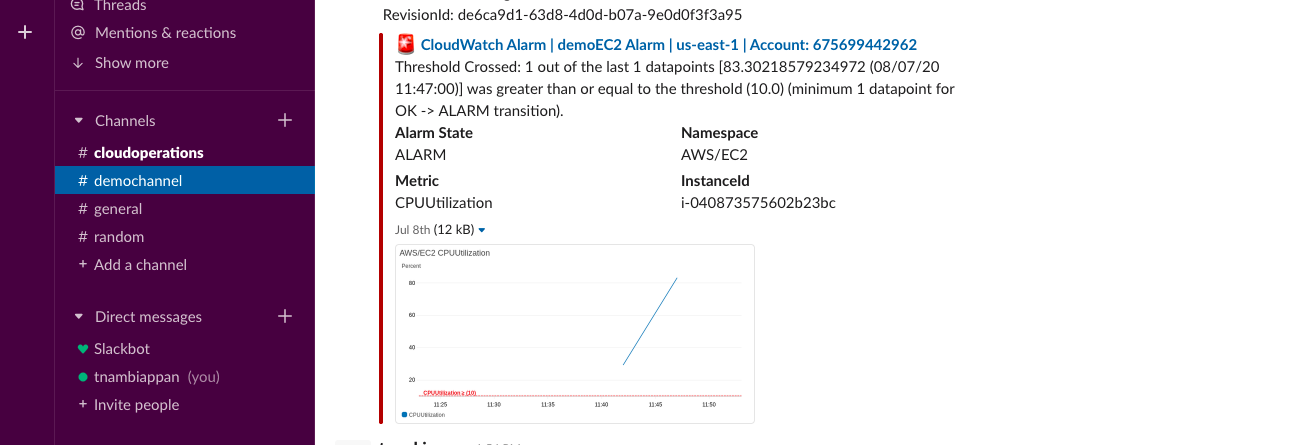 Threads
Mentions & reactions
Show more
Channels
# cloudoperations
# demochannel
# general
# random
+ Add a channel
Direct messages
Slackbot
tnambiappan (you)
+ Invite people
RevisionId: de6ca9d1-63d8-4d0d-b07a-9e0d0f3f3a95
CloudWatch Alarm | demoEC2 Alarm | us-east-1 | Account: 675699442962
Threshold Crossed: 1 out of the last 1 datapoints [83.30218579234972 (08/07/20
11:47:00)] was greater than or equal to the threshold (10.0) (minimum 1 datapoint for
OK -> ALARM transition).
Alarm State Namespace
ALARM AWS/EC2
Metric InstanceId
CPUUtilization i-040873575602b23bc
Jul 8th (12 kB)
AWS/EC2 CPUUtilization
Percent
80
60
40
20
CPUUtilization ≥ (10)
11:25 11:30 11:35 11:40 11:45 11:50
CPUUtilization